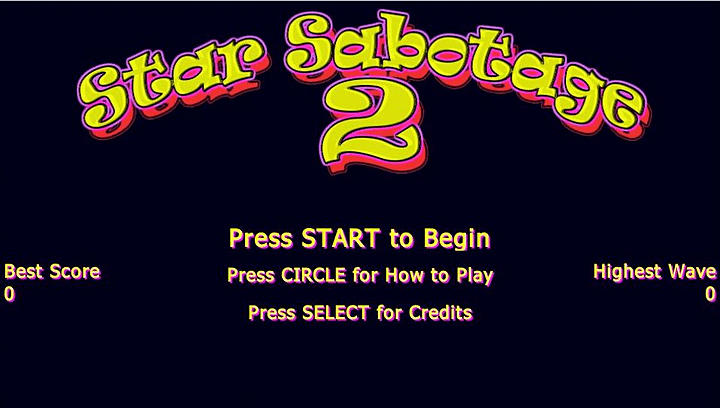 Star Sabotage
2
Press START to Begin
Best Score
0
Press CIRCLE for How to Play
Highest Wave
0
Press SELECT for Credits